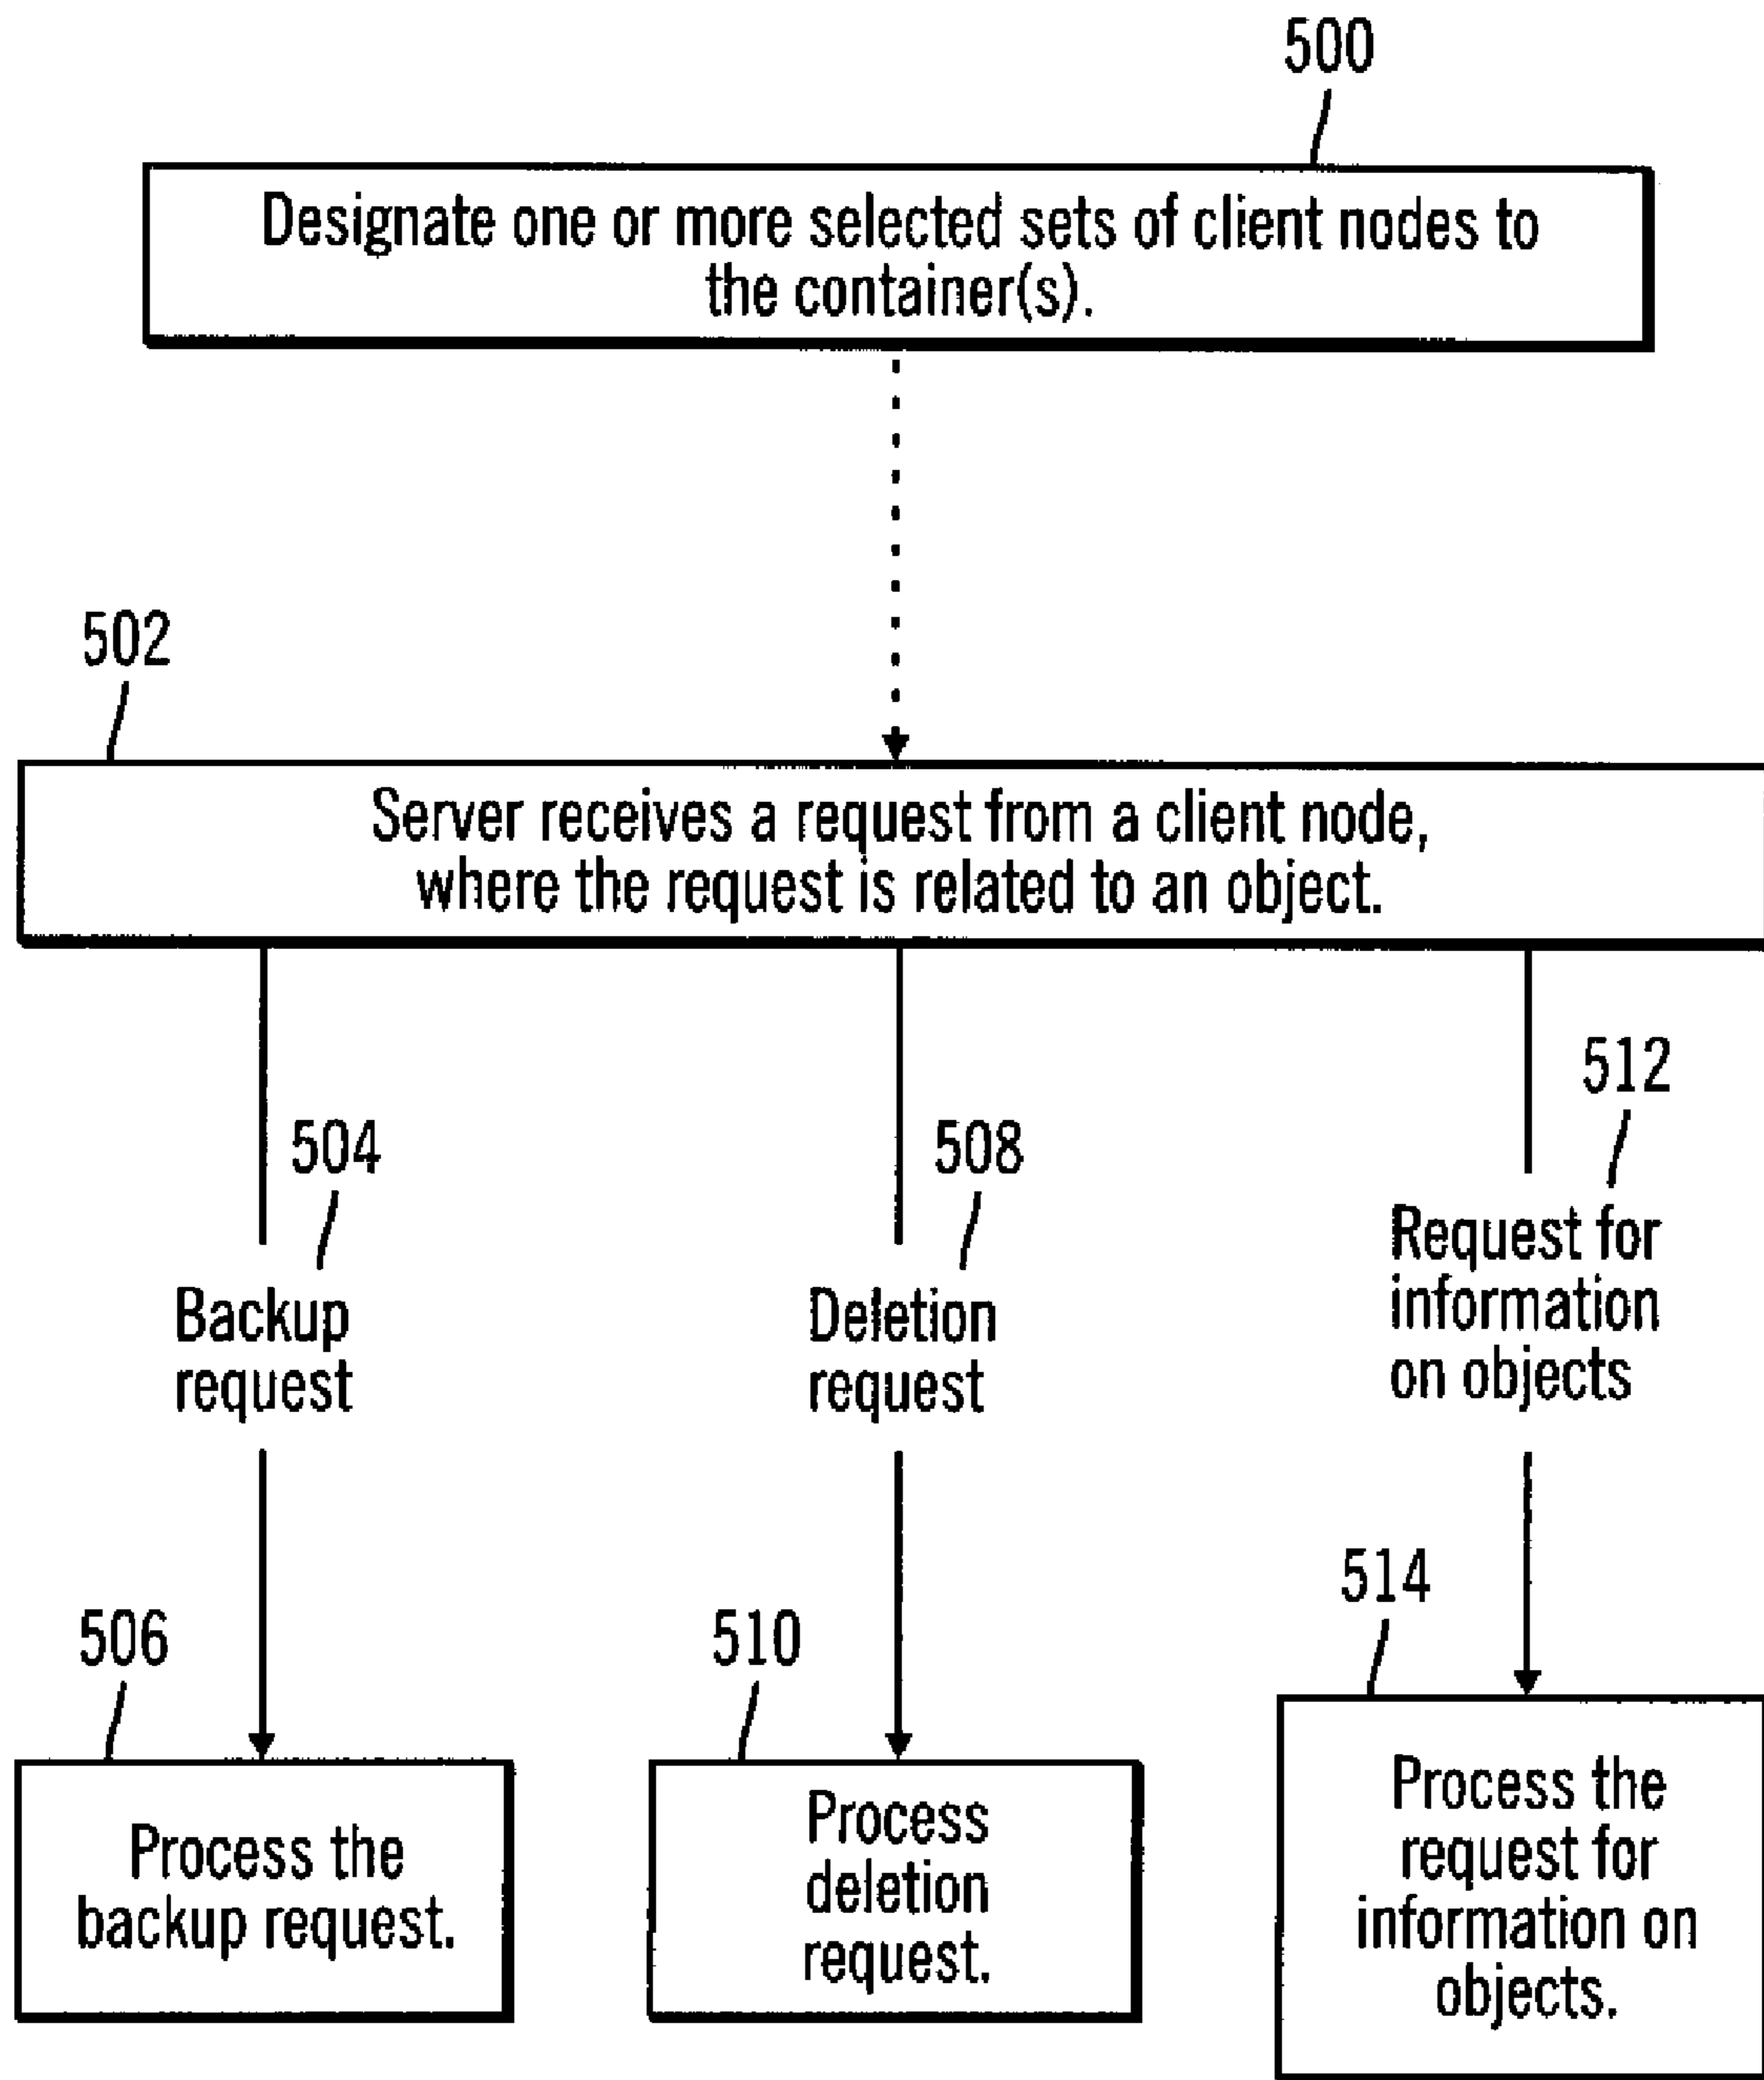 500
Designate one or more selected sets of client nodes to
the container(s).
502
Server receives a request from a client node,
where the request is related to an object.
504
Backup
request
508
Deletion
request
512
Request for
information
on objects
506
Process the
backup request.
510
Process
deletion
request.
514
Process the
request for
information on
objects.